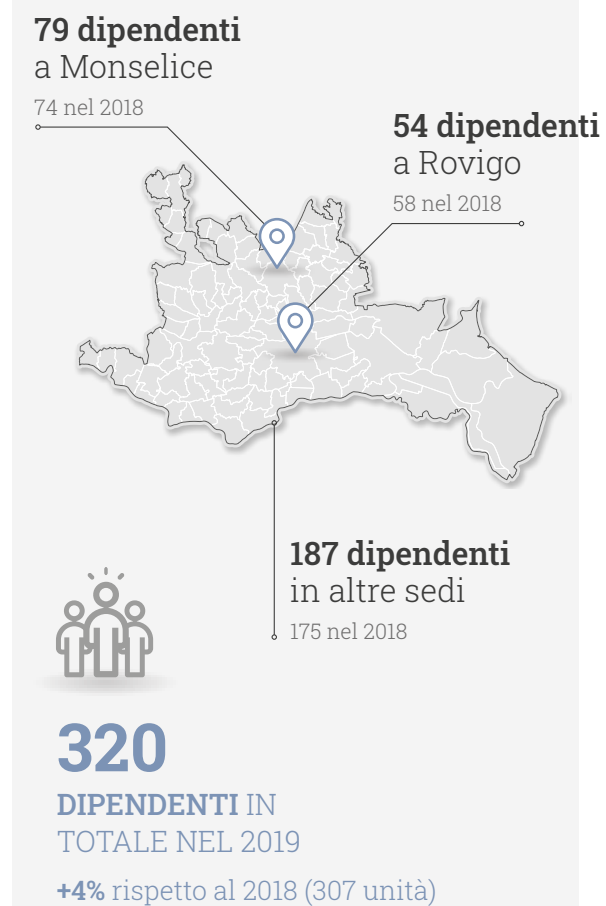 79 dipendenti
a Monselice
74 nel 2018
54 dipendenti
a Rovigo
58 nel 2018
187 dipendenti
in altre sedi
175 nel 2018
320
DIPENDENTI IN
TOTALE NEL 2019
+4% rispetto al 2018 (307 unità)